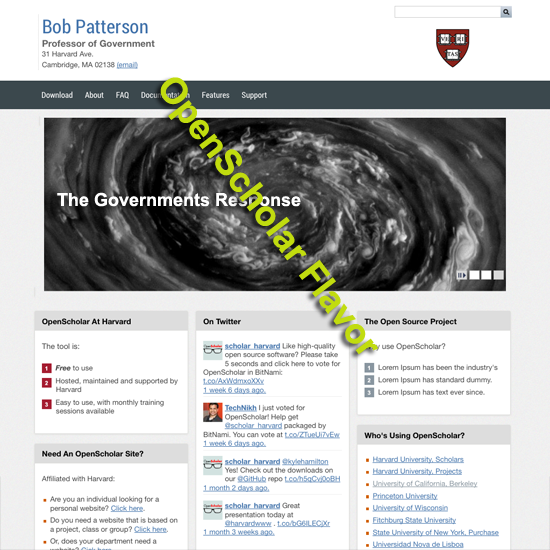 Bob Patterson
Professor of Government
31 Harvard Ave.
Cambridge, MA 02138 (email)
VE RI
TAS
Download About FAQ Documentation Features Support
OpenScholar Flavor
The Governments Response
OpenScholar At Harvard
The tool is:
1 Free to use
2 Hosted, maintained and supported by
Harvard
3 Easy to use, with monthly training
sessions available
Need An OpenScholar Site?
Affiliated with Harvard:
Are you an individual looking for a
personal website? Click here.
Do you need a website that is based on
a project, class or group? Click here.
Or, does your department need a
website? Click here.
On Twitter
scholar_harvard Like high-quality
open source software? Please take
5 seconds and click here to vote for
OpenScholar in BitNami:
t.co/AxWdmxoXXv
1 week 6 days ago.
TechNikh I just voted for
OpenScholar! Help get
@scholar_harvard packaged by
BitNami. You can vote at t.co/ZTueUi7vEw
1 week 6 days ago.
scholar_harvard @kylehamilton
Yes! Check out the downloads on
our @GitHub repo t.co/h5qCvj0oBH
1 month 2 days ago.
scholar_harvard Great
presentation today at
@harvardwww . t.co/bG6lLECjXr
1 month 3 weeks ago.
The Open Source Project
Why use OpenScholar?
1 Lorem Ipsum has been the industry's
2 Lorem Ipsum has standard dummy.
3 Lorem Ipsum has text ever since.
Who's Using OpenScholar?
Harvard University, Scholars
Harvard University, Projects
University of California, Berkeley
Princeton University
University of Wisconsin
Fitchburg State University
State University of New York, Purchase
Universidad Nova de Lisboa